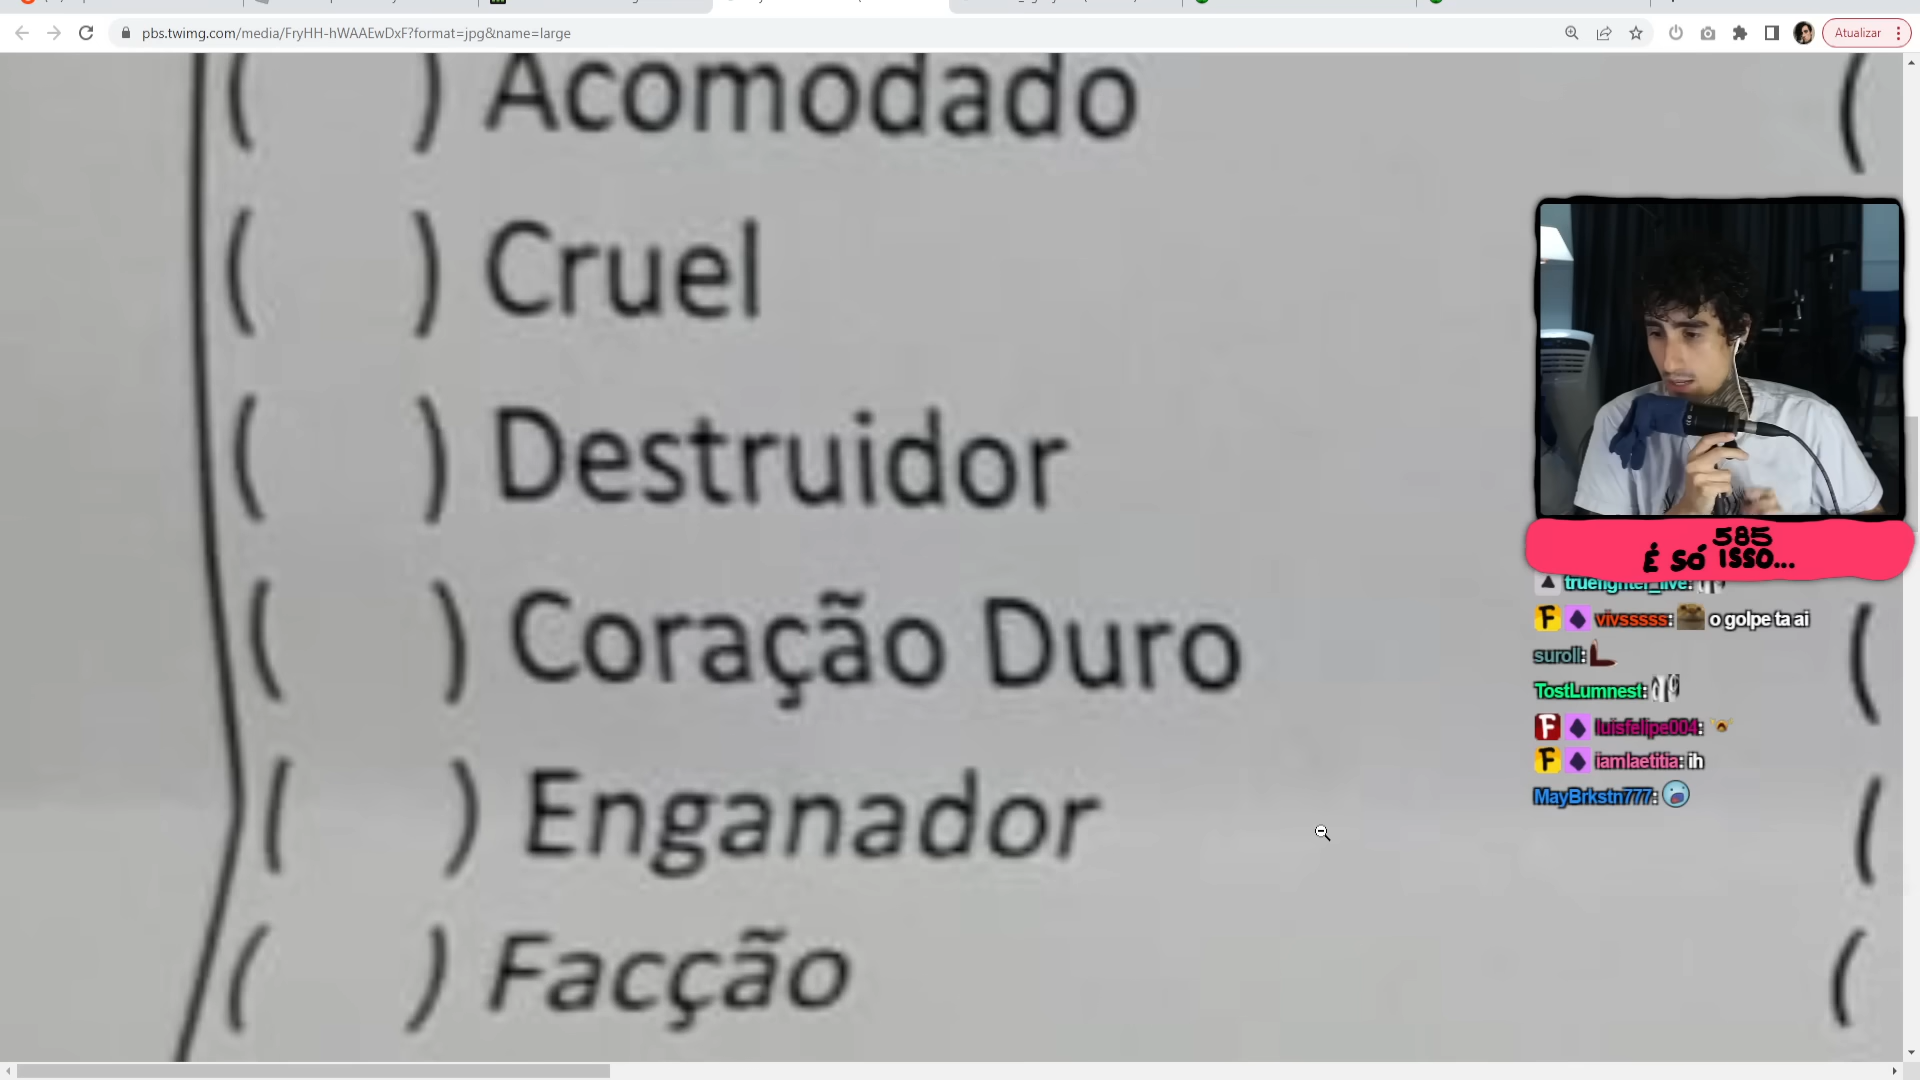 pbs.twimg.com/media/FryHH-hWAAEwDxF?format=jpg&name=large
Atualizar
( ) Acomodado (
( ) Cruel
( ) Destruidor
( ) Coração Duro (
( ) Enganador (
( ) Facção (
585
É SÓ ISSO...
truefighter_live:
vivsssss: o golpe ta ai
suroll:
TostLumnest:
luisfelipe004:
iamlaetitia: ih
MayBrkstn777: